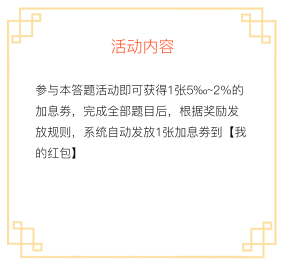 活动内容
参与本答题活动即可获得1张5‰~2%的
加息券，完成全部题目后，根据奖励发
放规则，系统自动发放1张加息券到【我
的红包】